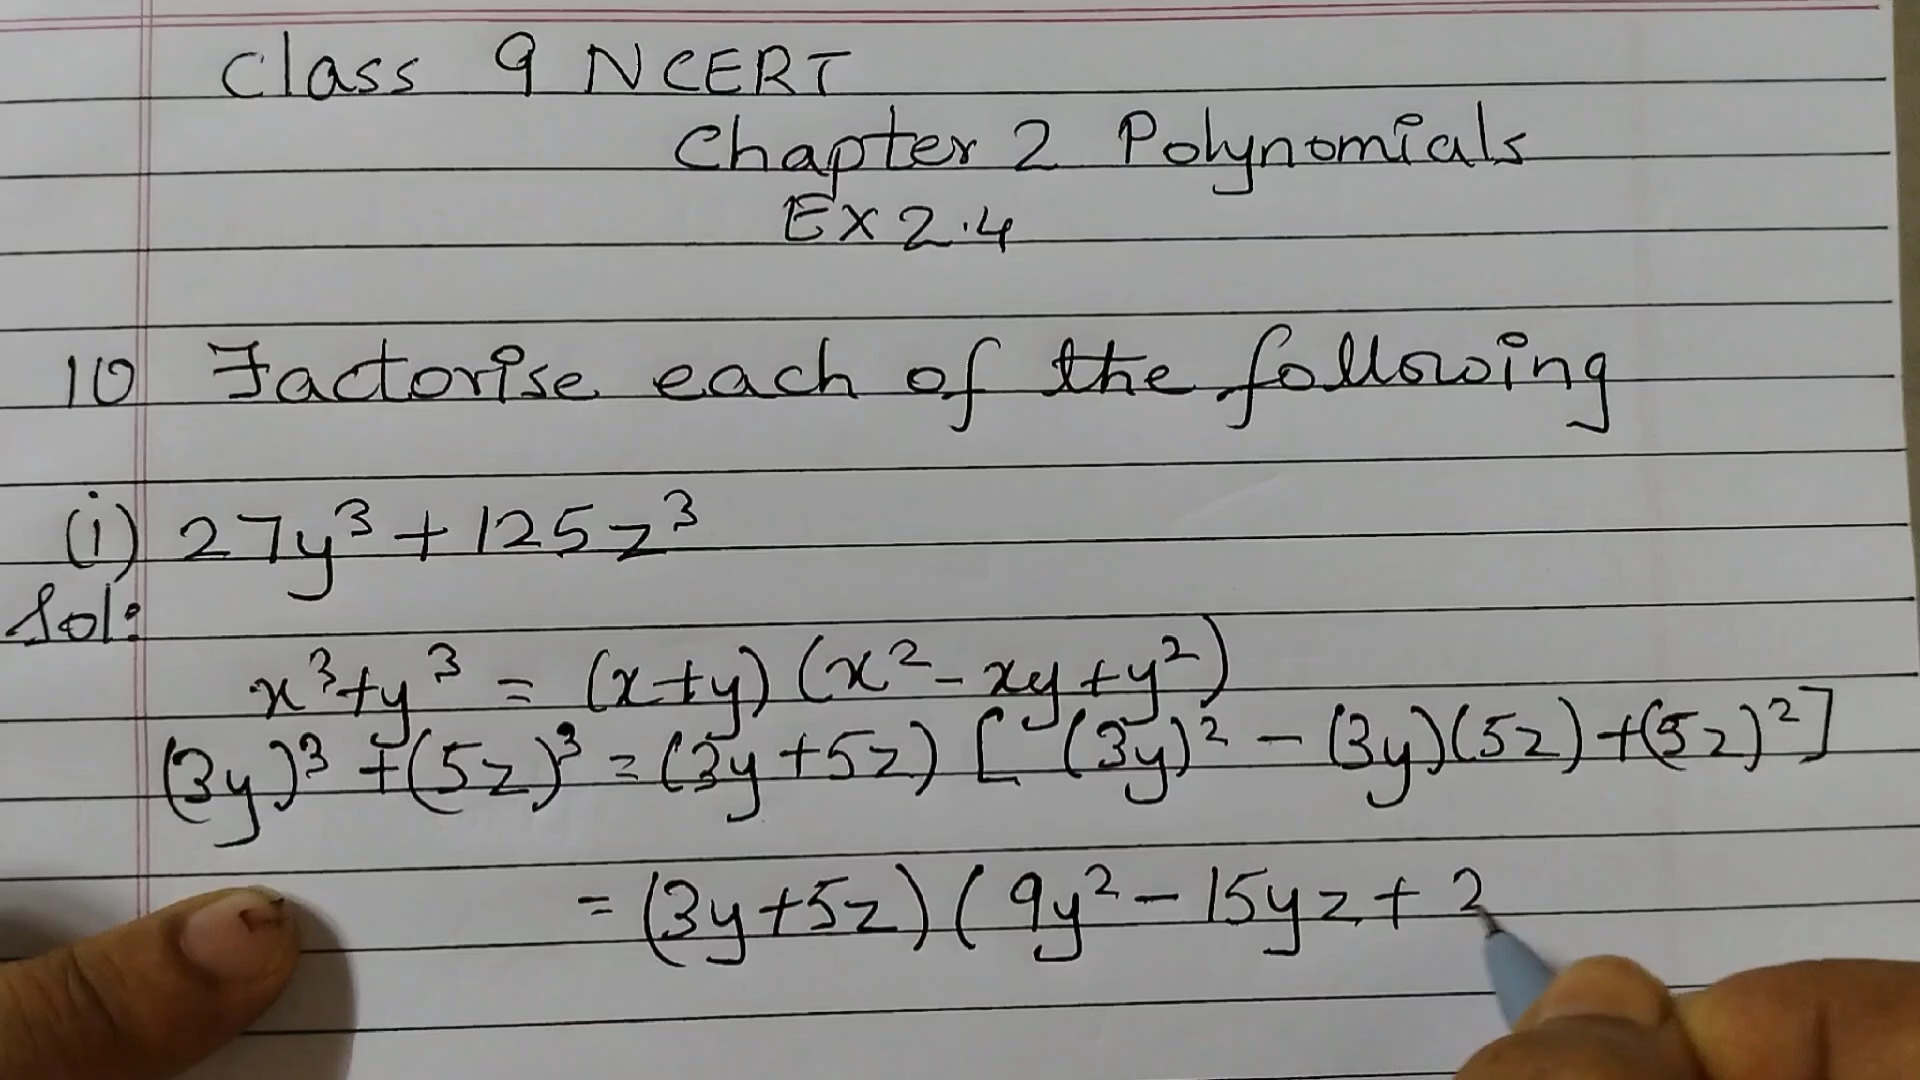 Class 9 NCERT
Chapter 2 Polynomials
EX 2.4
10 Factorise each of the following
(i) 27y³ + 125z³
Sol:
x³+y³ = (x+y) (x² - xy + y²)
(3y)³ + (5z)³ = (3y+5z) [ (3y)² - (3y)(5z) + (5z)² ]
= (3y+5z) ( 9y² - 15yz + 2